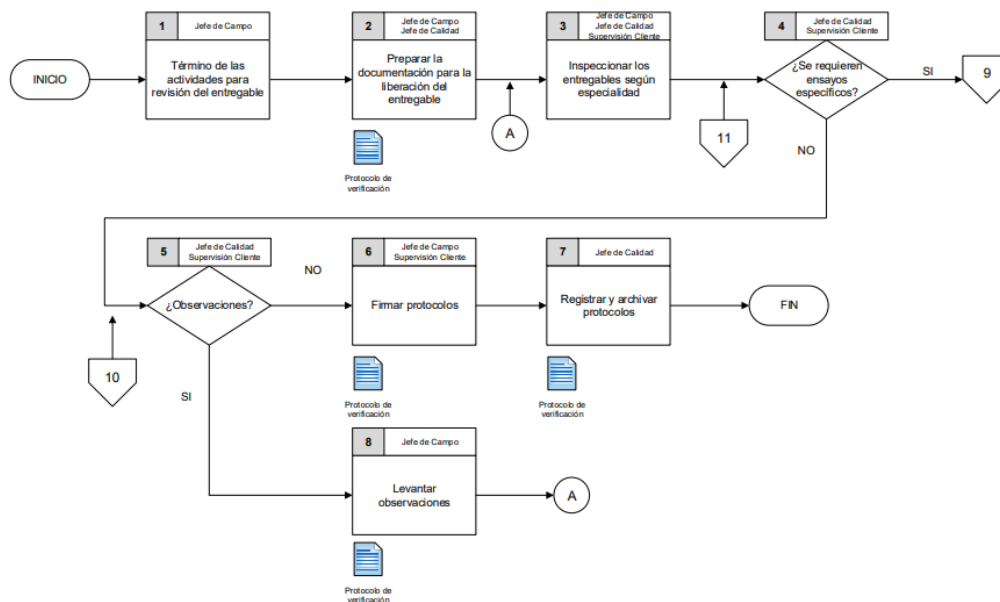 1
Jefe de Campo
2
Jefe de Campo
Jefe de Calidad
3
Jefe de Campo
Jefe de Calidad
Supervisión Cliente
4
Jefe de Calidad
Supervisión Cliente
INICIO
Término de las
actividades para
revisión del entregable
Preparar la
documentación para la
liberación del
entregable
A
Inspeccionar los
entregables según
especialidad
11
¿Se requieren
ensayos
específicos?
SI
9
NO
Protocolo de
verificación
5
Jefe de Calidad
Supervisión Cliente
6
Jefe de Campo
Supervisión Cliente
7
Jefe de Calidad
¿Observaciones?
NO
Firmar protocolos
Registrar y archivar
protocolos
FIN
10
SI
Protocolo de
verificación
Protocolo de
verificación
8
Jefe de Campo
Levantar
observaciones
A
Protocolo de
verificación